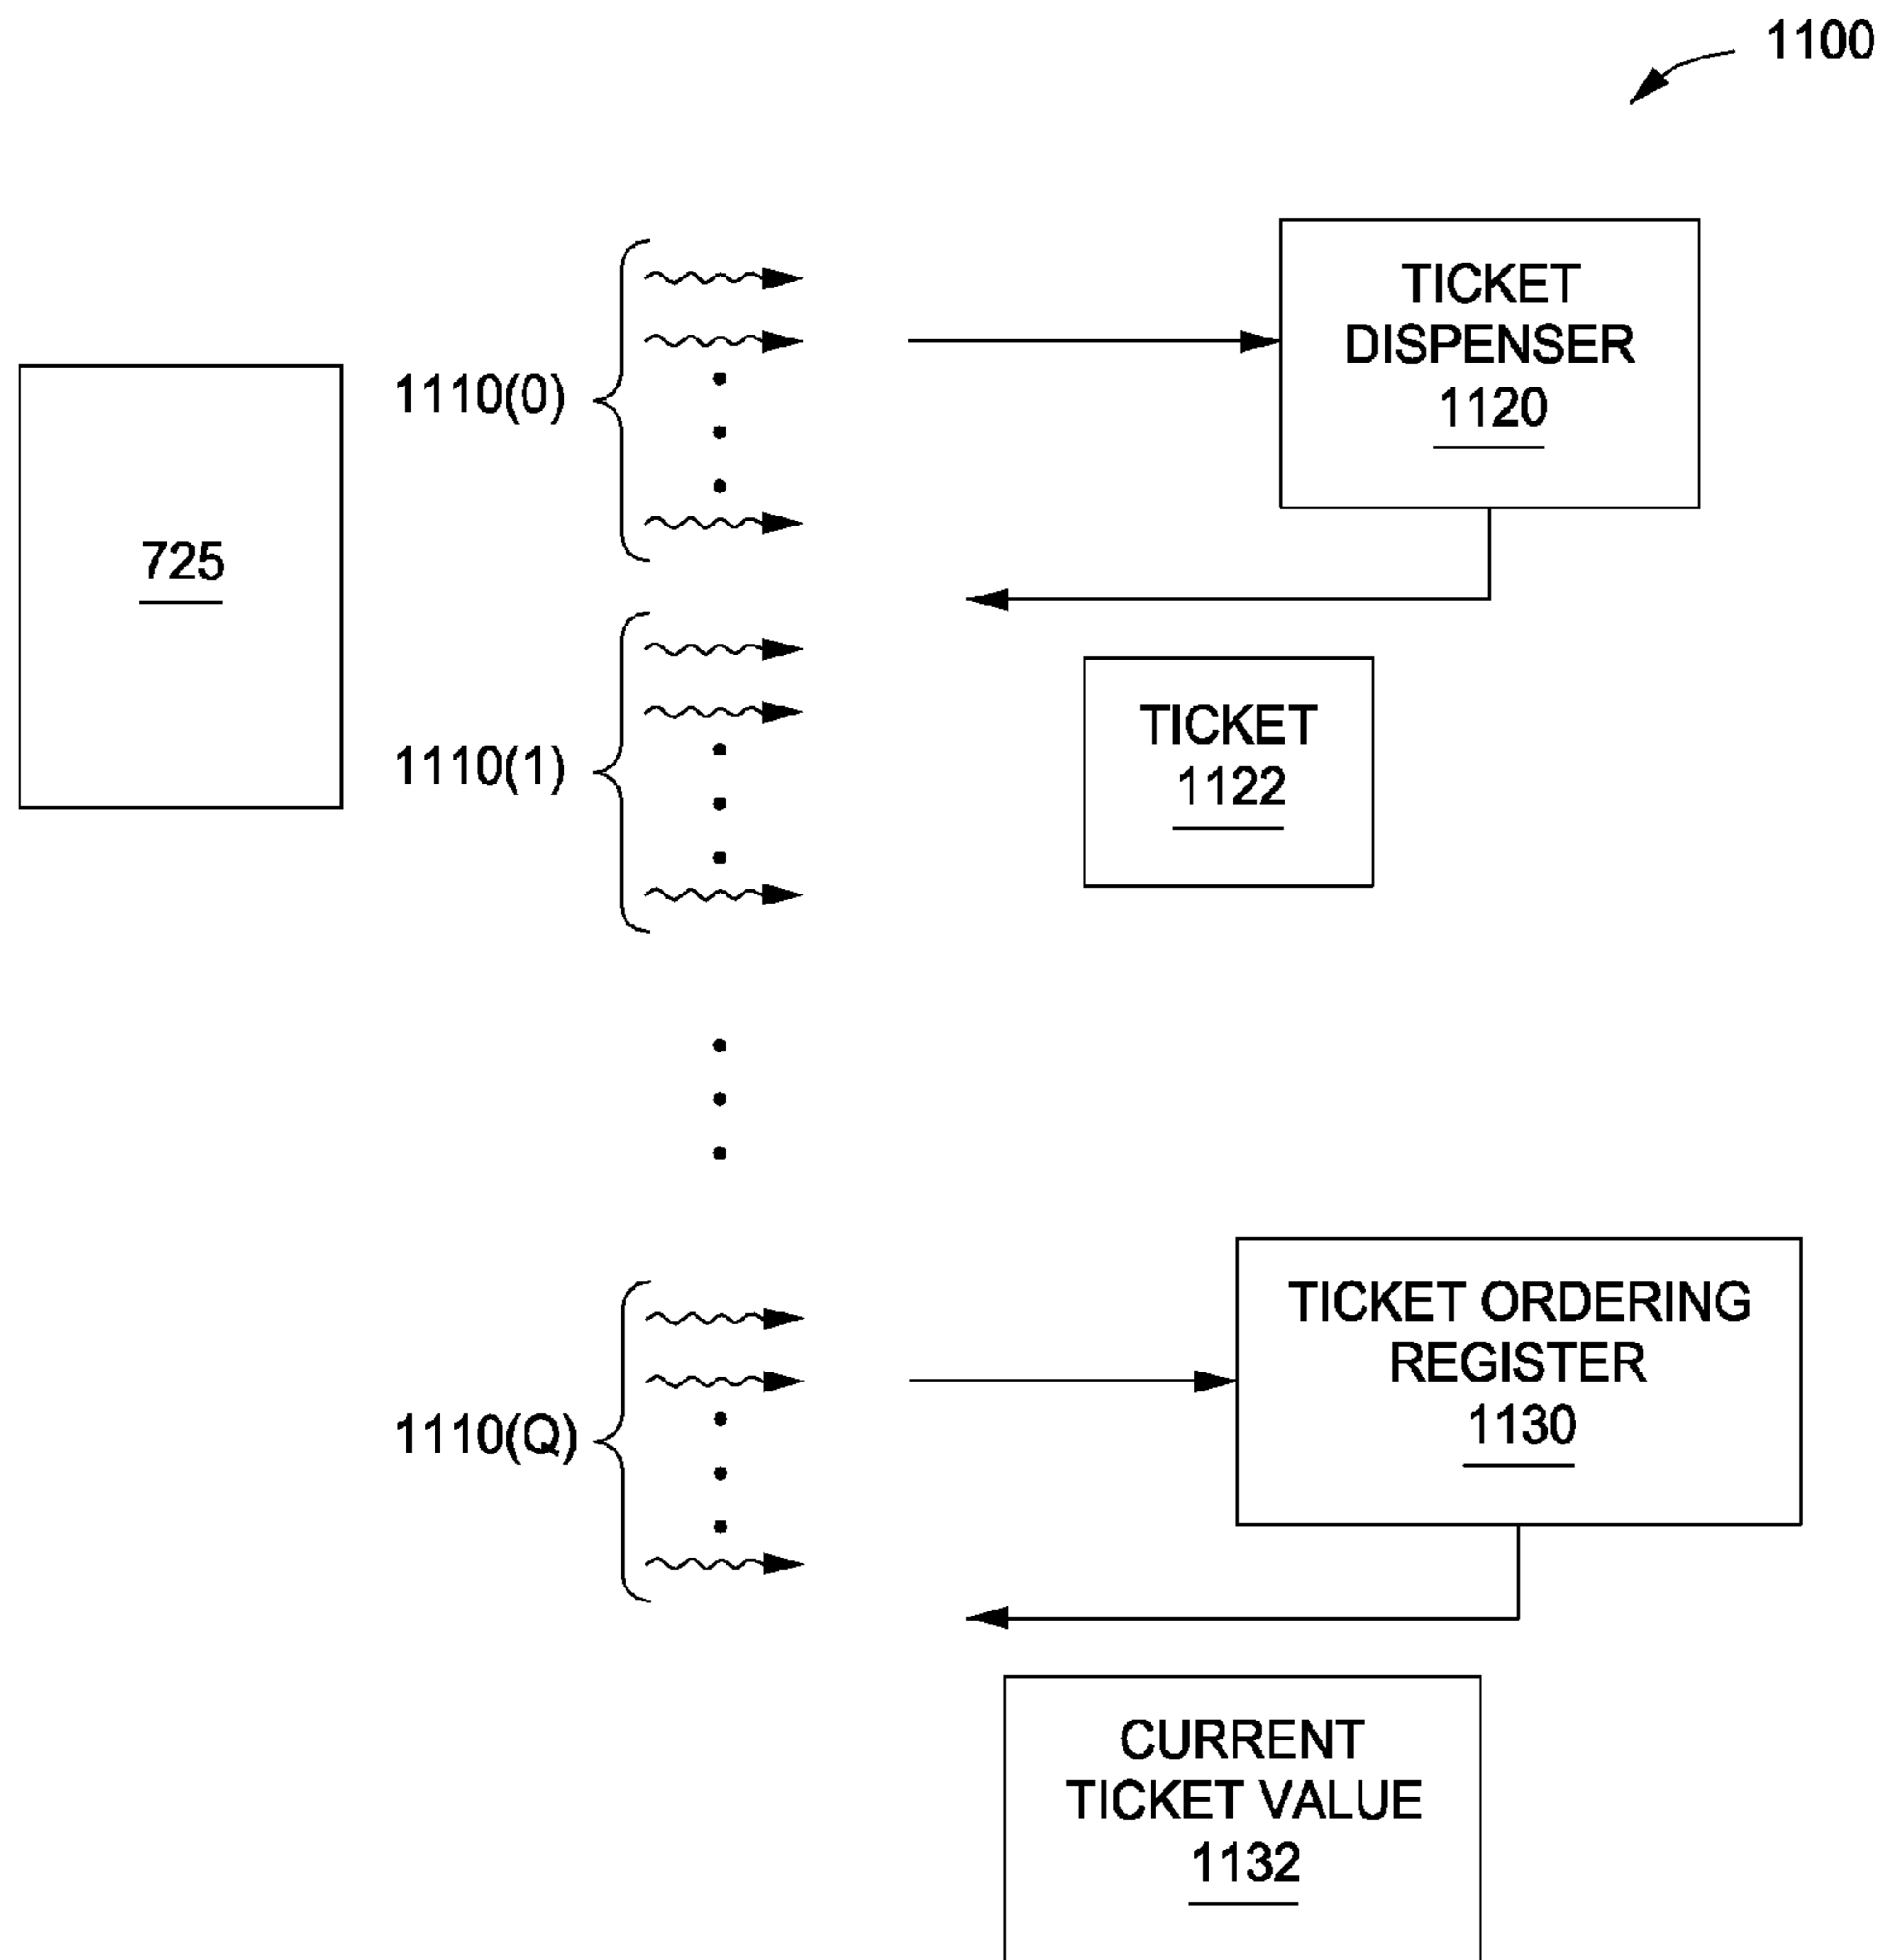 1100
TICKET
DISPENSER
1120
1110(0)
725
TICKET
1122
1110(1)
TICKET ORDERING
REGISTER
1130
1110(Q)
CURRENT
TICKET VALUE
1132